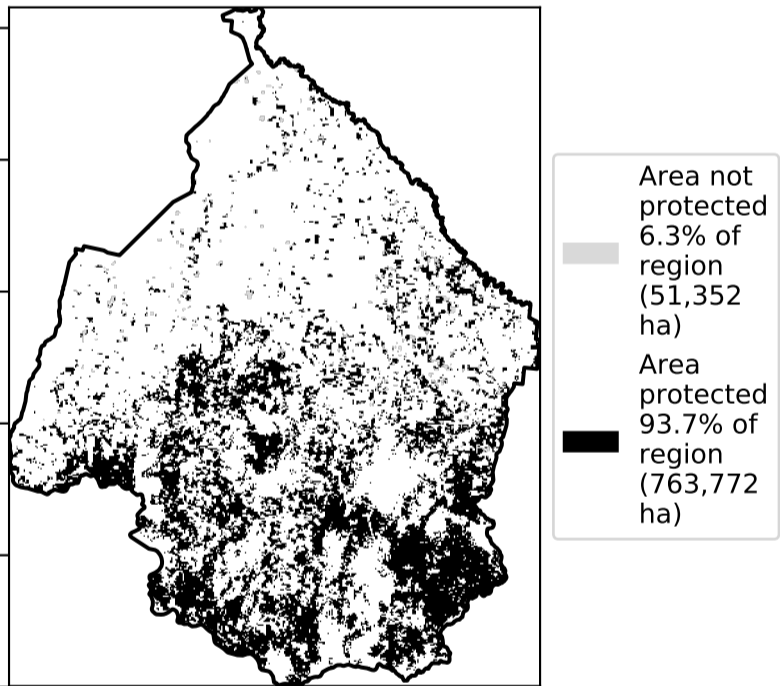 Area not
protected
6.3% of
region
(51,352
ha)
Area
protected
93.7% of
region
(763,772
ha)